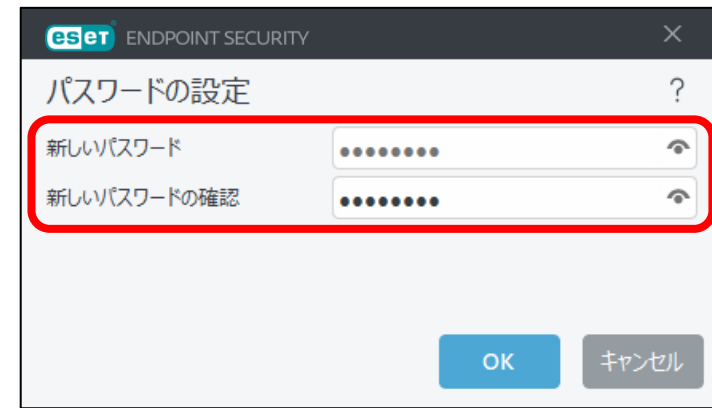 eset ENDPOINT SECURITY
パスワードの設定 ?
新しいパスワード ●●●●●●●●
新しいパスワードの確認 ●●●●●●●●
OK キャンセル